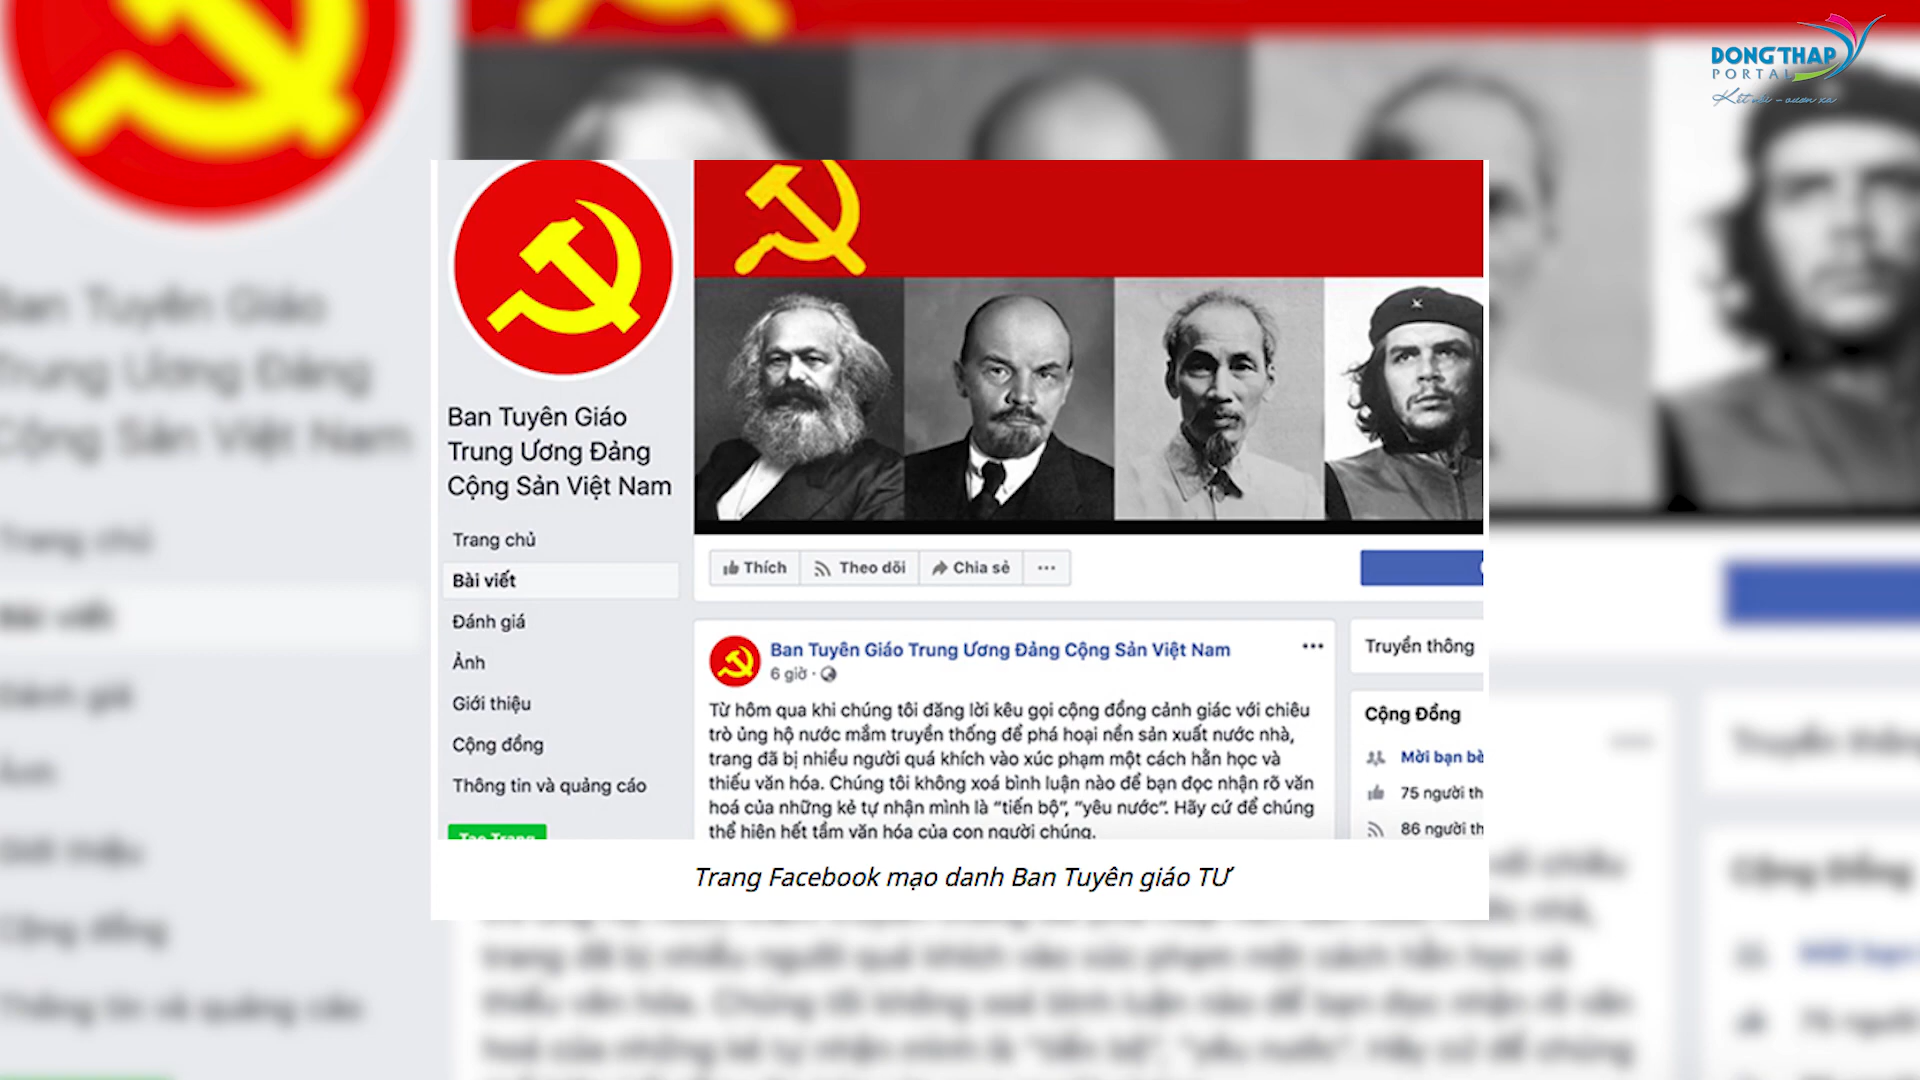 DONGTHAP
PORTAL
Ban Tuyên Giáo
Trung Ương Đảng
Cộng Sản Việt Nam
Trang chủ
Bài viết
Đánh giá
Ảnh
Giới thiệu
Cộng đồng
Thông tin và quảng cáo
Tạo Trang
Thích
Theo dõi
Chia sẻ
Ban Tuyên Giáo Trung Ương Đảng Cộng Sản Việt Nam
6 giờ ·
Từ hôm qua khi chúng tôi đăng lời kêu gọi cộng đồng cảnh giác với chiêu
trò ủng hộ nước mắm truyền thống để phá hoại nền sản xuất nước nhà,
trang đã bị nhiều người quá khích vào xúc phạm một cách hằn học và
thiếu văn hóa. Chúng tôi không xoá bình luận nào để bạn đọc nhận rõ văn
hoá của những kẻ tự nhận mình là “tiến bộ”, “yêu nước”. Hãy cứ để chúng
thể hiện hết tầm văn hóa của con người chúng.
Truyền thông
Cộng Đồng
Mời bạn bè
75 người th
86 người th
Trang Facebook mạo danh Ban Tuyên giáo TƯ